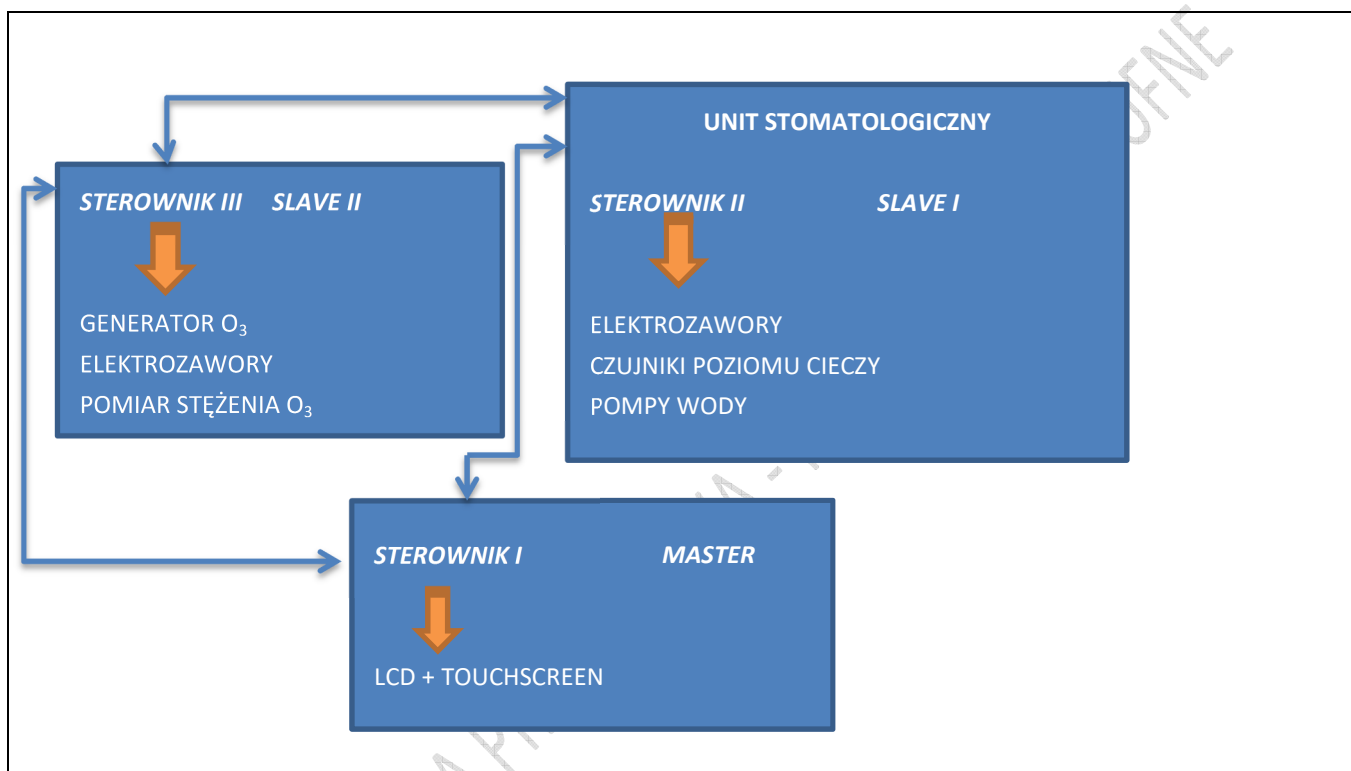 UNIT STOMATOLOGICZNY
STEROWNIK III SLAVE II
GENERATOR O₃
ELEKTROZAWORY
POMIAR STĘŻENIA O₃
STEROWNIK II SLAVE I
ELEKTROZAWORY
CZUJNIKI POZIOMU CIECZY
POMPY WODY
STEROWNIK I MASTER
LCD + TOUCHSCREEN